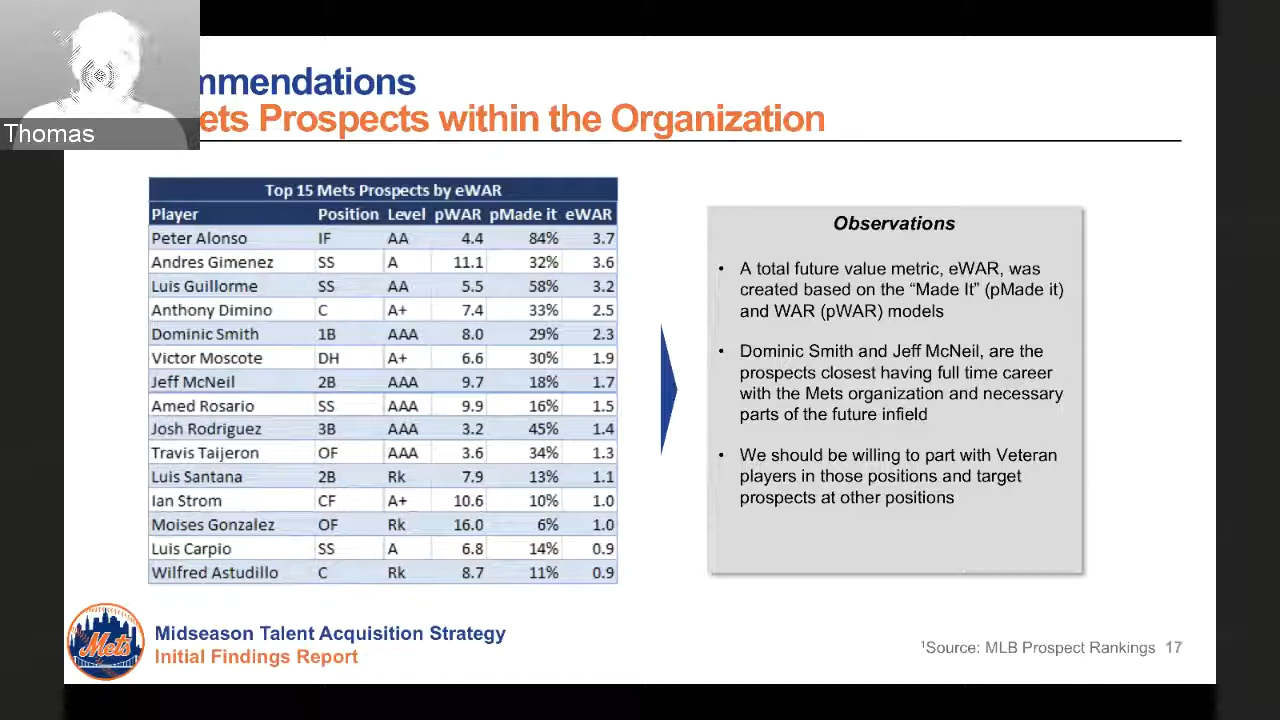 mmendations
ets Prospects within the Organization
Thomas
Top 15 Mets Prospects by eWAR
Player Position Level pWAR pMade it eWAR
Peter Alonso IF AA 4.4 84% 3.7
Andres Gimenez SS A 11.1 32% 3.6
Luis Guillorme SS AA 5.5 58% 3.2
Anthony Dimino C A+ 7.4 33% 2.5
Dominic Smith 1B AAA 8.0 29% 2.3
Victor Moscote DH A+ 6.6 30% 1.9
Jeff McNeil 2B AAA 9.7 18% 1.7
Amed Rosario SS AAA 9.9 16% 1.5
Josh Rodriguez 3B AAA 3.2 45% 1.4
Travis Taijeron OF AAA 3.6 34% 1.3
Luis Santana 2B Rk 7.9 13% 1.1
Ian Strom CF A+ 10.6 10% 1.0
Moises Gonzalez OF Rk 16.0 6% 1.0
Luis Carpio SS A 6.8 14% 0.9
Wilfred Astudillo C Rk 8.7 11% 0.9
Observations
• A total future value metric, eWAR, was
created based on the “Made It” (pMade it)
and WAR (pWAR) models
• Dominic Smith and Jeff McNeil, are the
prospects closest having full time career
with the Mets organization and necessary
parts of the future infield
• We should be willing to part with Veteran
players in those positions and target
prospects at other positions
Mets
Midseason Talent Acquisition Strategy
Initial Findings Report
¹Source: MLB Prospect Rankings 17